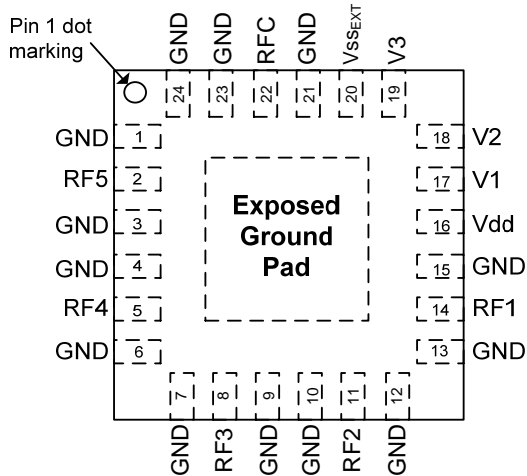 Pin 1 dot
marking
GND
GND
RFC
GND
VssEXT
V3
24
23
22
21
20
19
GND 1
RF5 2
GND 3
GND 4
RF4 5
GND 6
18 V2
17 V1
16 Vdd
15 GND
14 RF1
13 GND
Exposed
Ground
Pad
7
8
9
10
11
12
GND
RF3
GND
GND
RF2
GND